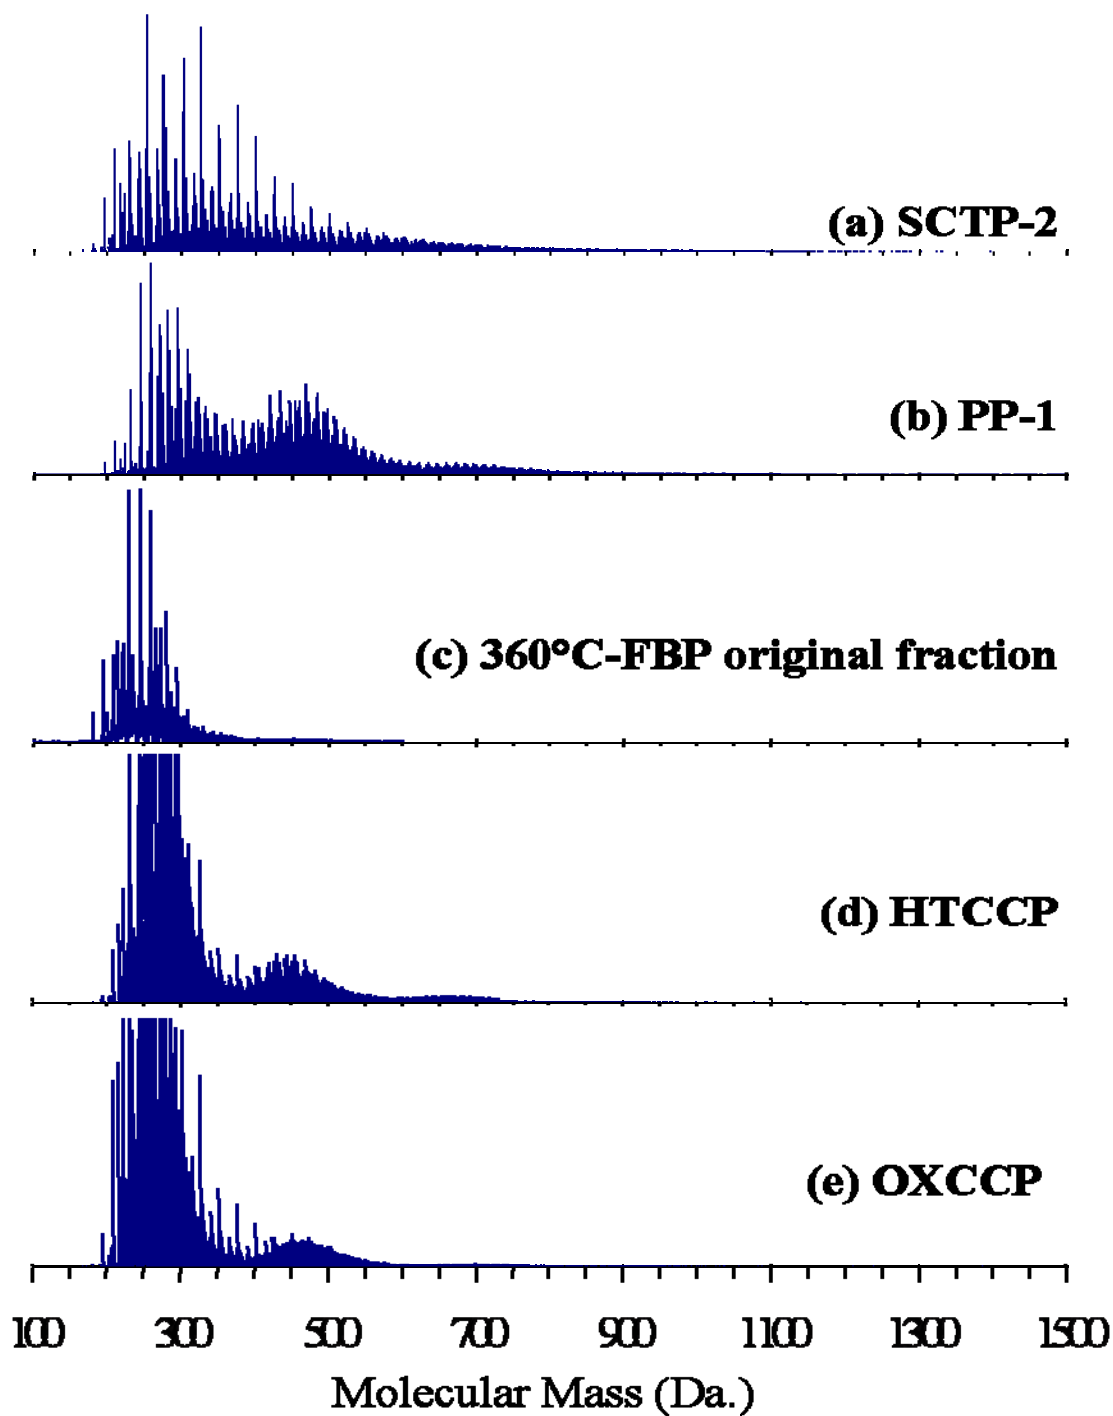 (a) SCTP-2
(b) PP-1
(c) 360°C-FBP original fraction
(d) HTCCP
(e) OXCCP
100 300 500 700 900 1100 1300 1500
Molecular Mass (Da.)